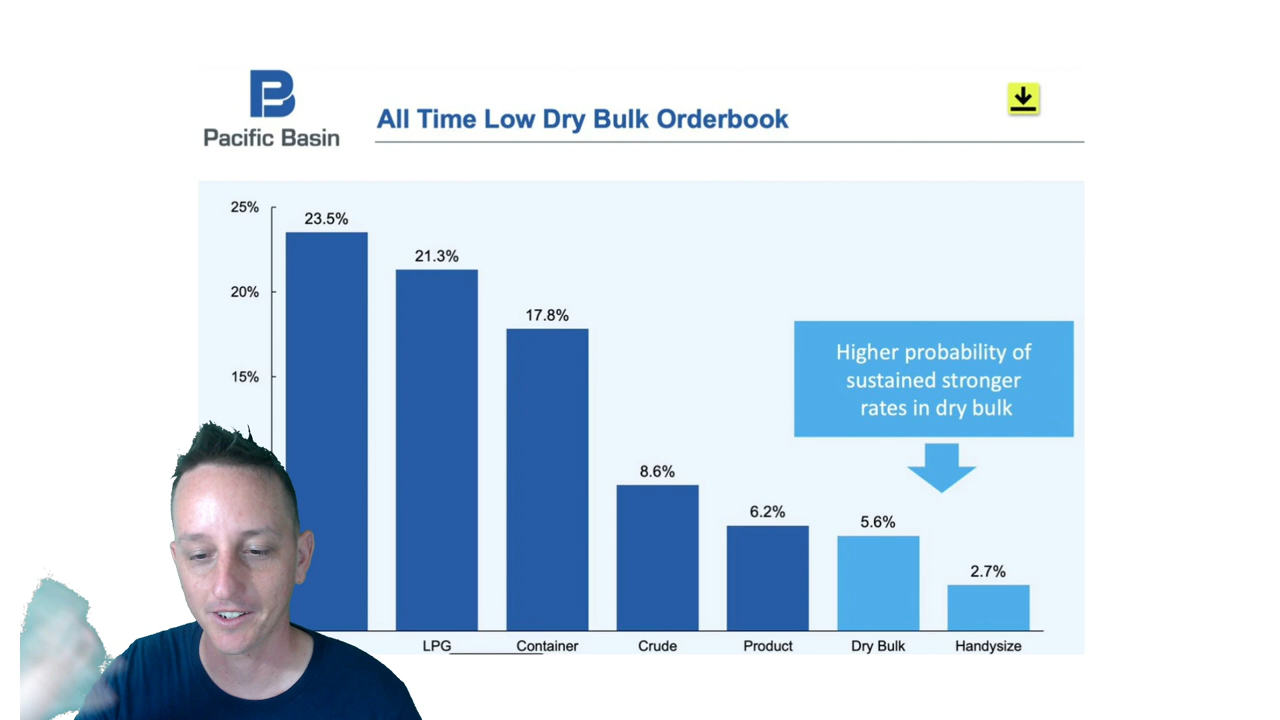 Pacific Basin
All Time Low Dry Bulk Orderbook
25%
20%
15%
23.5%
21.3%
17.8%
8.6%
6.2%
5.6%
2.7%
Higher probability of
sustained stronger
rates in dry bulk
LPG Container Crude Product Dry Bulk Handysize